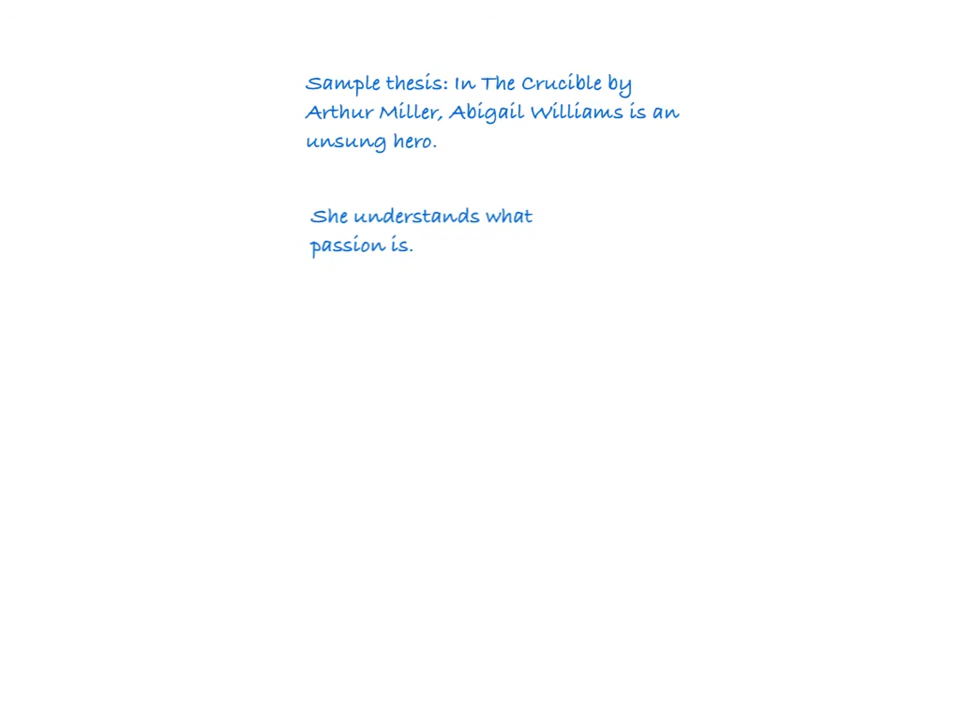 Sample thesis: In The Crucible by
Arthur Miller, Abigail Williams is an
unsung hero.
She understands what
passion is.